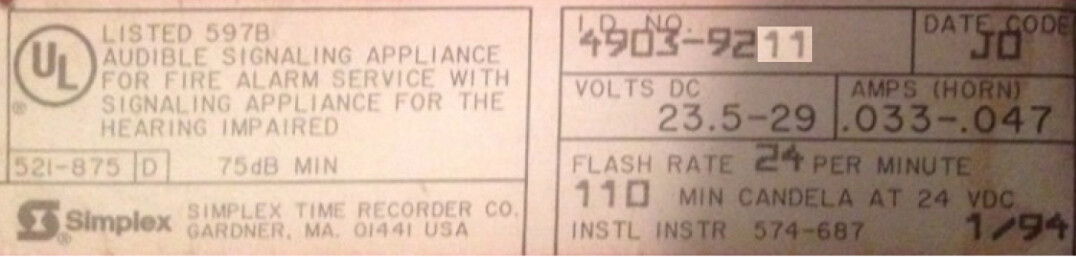 UL
®
LISTED 597B
AUDIBLE SIGNALING APPLIANCE
FOR FIRE ALARM SERVICE WITH
SIGNALING APPLIANCE FOR THE
HEARING IMPAIRED
521-875 D 75dB MIN
Simplex®
SIMPLEX TIME RECORDER CO.
GARDNER, MA. 01441 USA
I.D. NO.
4903-9211
DATE CODE
JO
VOLTS DC
23.5-29
AMPS (HORN)
.033-.047
FLASH RATE 24 PER MINUTE
110 MIN CANDELA AT 24 VDC
INSTL INSTR 574-687 1/94